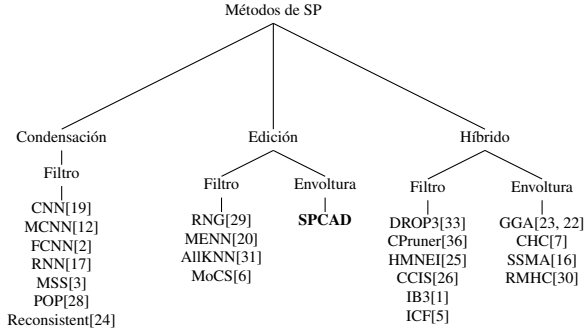 Métodos de SP
Condensación Edición Híbrido
Filtro
Filtro Envoltura Filtro Envoltura
CNN[19]
MCNN[12]
FCNN[2]
RNN[17]
MSS[3]
POP[28]
Reconsistent[24]
RNG[29]
MENN[20]
AllKNN[31]
MoCS[6]
SPCAD
DROP3[33]
CPruner[36]
HMNEI[25]
CCIS[26]
IB3[1]
ICF[5]
GGA[23, 22]
CHC[7]
SSMA[16]
RMHC[30]